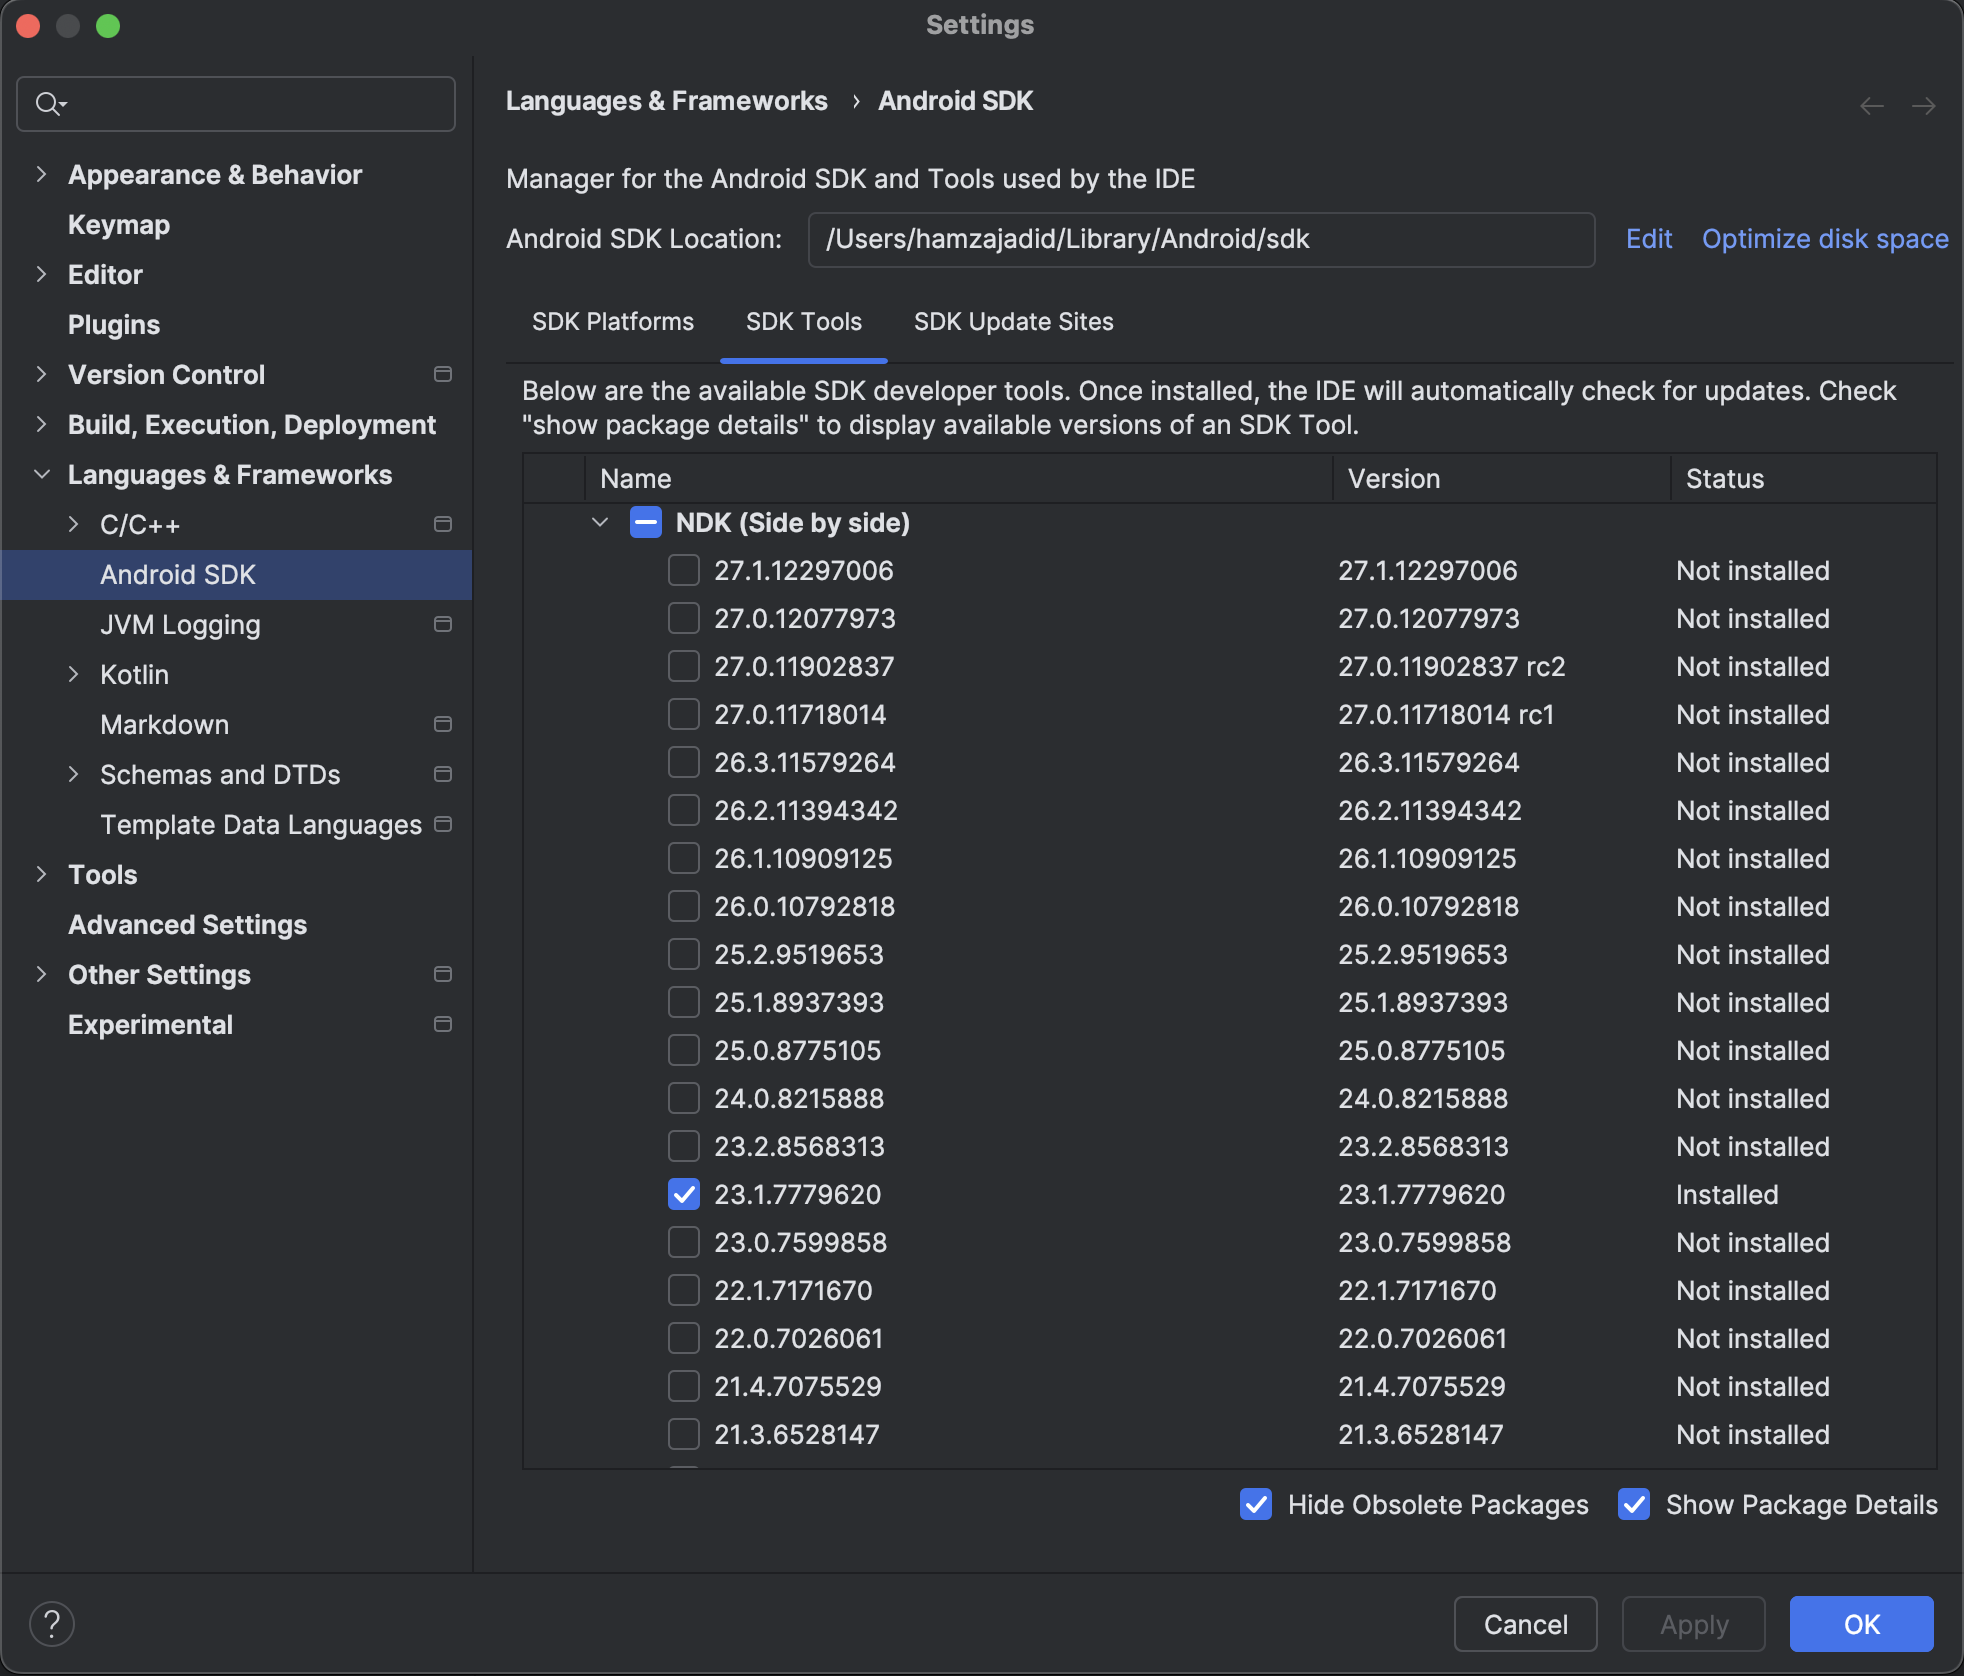 Settings
Appearance & Behavior
Keymap
Editor
Plugins
Version Control
Build, Execution, Deployment
Languages & Frameworks
C/C++
Android SDK
JVM Logging
Kotlin
Markdown
Schemas and DTDs
Template Data Languages
Tools
Advanced Settings
Other Settings
Experimental
Languages & Frameworks › Android SDK
Manager for the Android SDK and Tools used by the IDE
Android SDK Location: /Users/hamzajadid/Library/Android/sdk Edit Optimize disk space
SDK Platforms SDK Tools SDK Update Sites
Below are the available SDK developer tools. Once installed, the IDE will automatically check for updates. Check
"show package details" to display available versions of an SDK Tool.
Name Version Status
NDK (Side by side)
27.1.12297006 27.1.12297006 Not installed
27.0.12077973 27.0.12077973 Not installed
27.0.11902837 27.0.11902837 rc2 Not installed
27.0.11718014 27.0.11718014 rc1 Not installed
26.3.11579264 26.3.11579264 Not installed
26.2.11394342 26.2.11394342 Not installed
26.1.10909125 26.1.10909125 Not installed
26.0.10792818 26.0.10792818 Not installed
25.2.9519653 25.2.9519653 Not installed
25.1.8937393 25.1.8937393 Not installed
25.0.8775105 25.0.8775105 Not installed
24.0.8215888 24.0.8215888 Not installed
23.2.8568313 23.2.8568313 Not installed
23.1.7779620 23.1.7779620 Installed
23.0.7599858 23.0.7599858 Not installed
22.1.7171670 22.1.7171670 Not installed
22.0.7026061 22.0.7026061 Not installed
21.4.7075529 21.4.7075529 Not installed
21.3.6528147 21.3.6528147 Not installed
Hide Obsolete Packages Show Package Details
? Cancel Apply OK